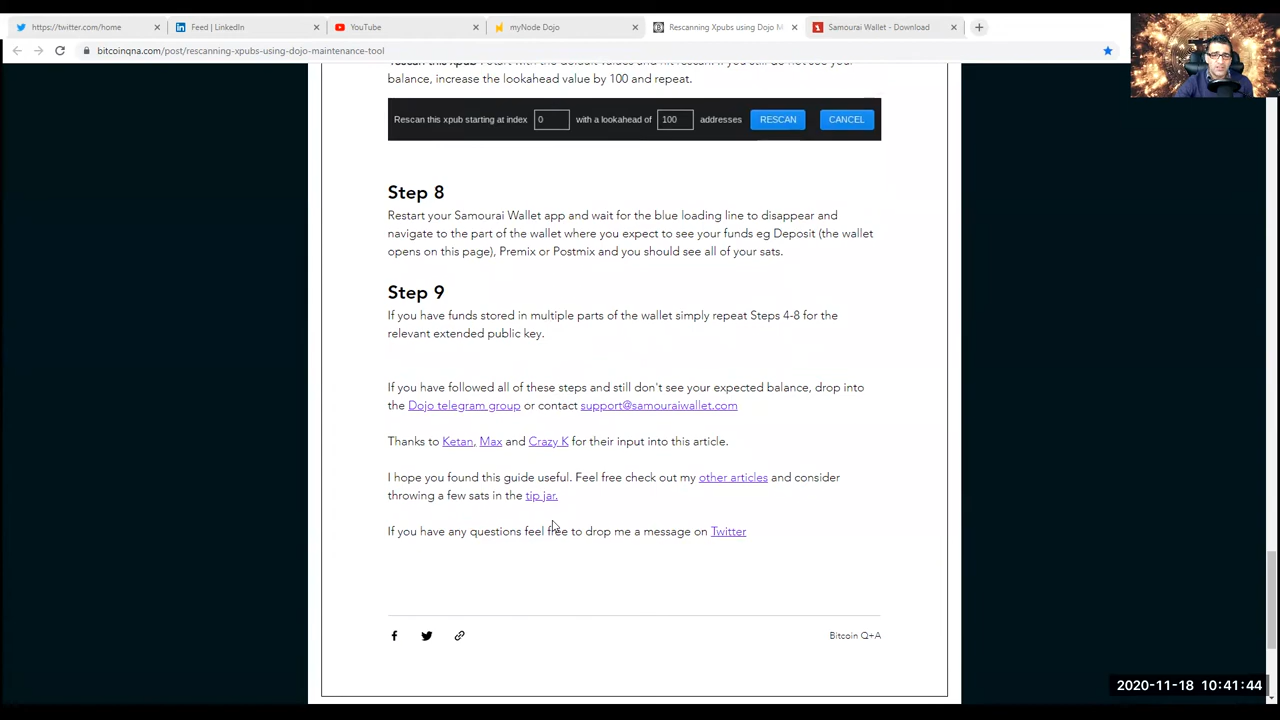 https://twitter.com/home
Feed | LinkedIn
YouTube
myNode Dojo
Rescanning Xpubs using Dojo M
Samourai Wallet - Download
bitcoinqna.com/post/rescanning-xpubs-using-dojo-maintenance-tool
balance, increase the lookahead value by 100 and repeat.
Rescan this xpub starting at index 0 with a lookahead of 100 addresses RESCAN CANCEL
Step 8
Restart your Samourai Wallet app and wait for the blue loading line to disappear and
navigate to the part of the wallet where you expect to see your funds eg Deposit (the wallet
opens on this page), Premix or Postmix and you should see all of your sats.
Step 9
If you have funds stored in multiple parts of the wallet simply repeat Steps 4-8 for the
relevant extended public key.
If you have followed all of these steps and still don't see your expected balance, drop into
the Dojo telegram group or contact support@samouraiwallet.com
Thanks to Ketan, Max and Crazy K for their input into this article.
I hope you found this guide useful. Feel free check out my other articles and consider
throwing a few sats in the tip jar.
If you have any questions feel free to drop me a message on Twitter
Bitcoin Q+A
2020-11-18 10:41:44